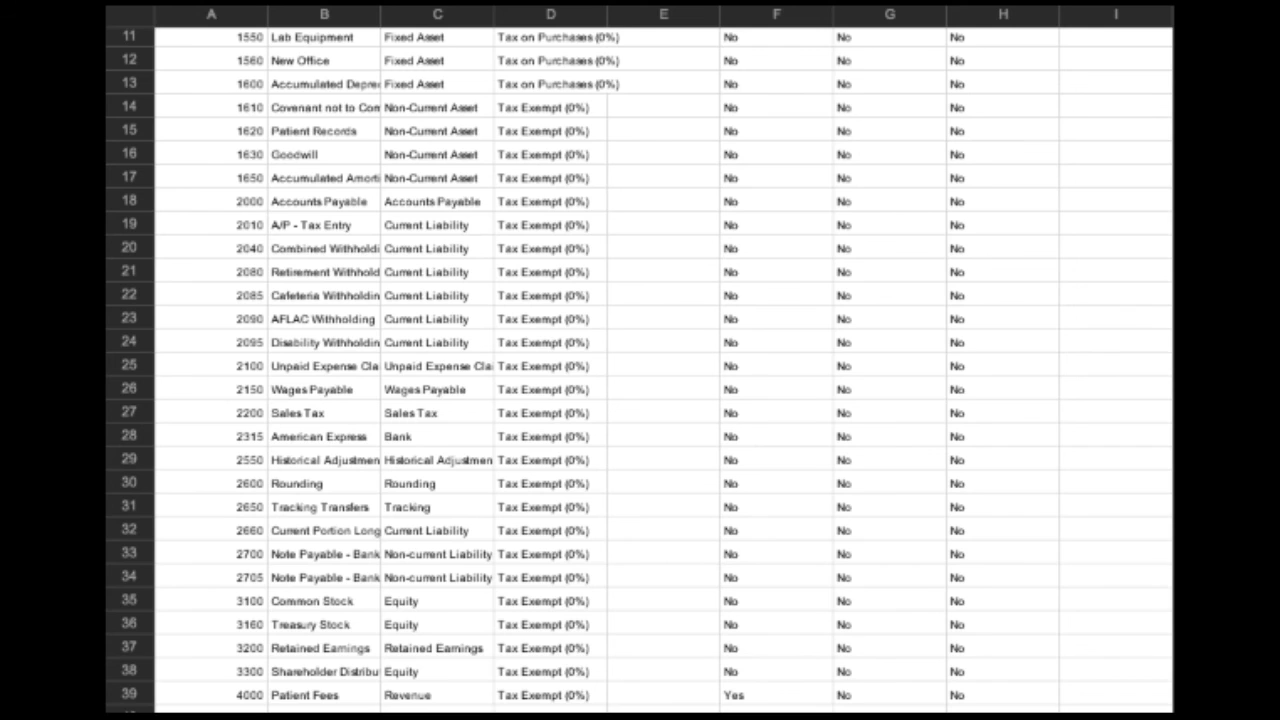 A B C D E F G H I
11 1550 Lab Equipment Fixed Asset Tax on Purchases (0%) No No No
12 1560 New Office Fixed Asset Tax on Purchases (0%) No No No
13 1600 Accumulated Depre Fixed Asset Tax on Purchases (0%) No No No
14 1610 Covenant not to Com Non-Current Asset Tax Exempt (0%) No No No
15 1620 Patient Records Non-Current Asset Tax Exempt (0%) No No No
16 1630 Goodwill Non-Current Asset Tax Exempt (0%) No No No
17 1650 Accumulated Amorti Non-Current Asset Tax Exempt (0%) No No No
18 2000 Accounts Payable Accounts Payable Tax Exempt (0%) No No No
19 2010 A/P - Tax Entry Current Liability Tax Exempt (0%) No No No
20 2040 Combined Withholdi Current Liability Tax Exempt (0%) No No No
21 2080 Retirement Withhold Current Liability Tax Exempt (0%) No No No
22 2085 Cafeteria Withholdin Current Liability Tax Exempt (0%) No No No
23 2090 AFLAC Withholding Current Liability Tax Exempt (0%) No No No
24 2095 Disability Withholdin Current Liability Tax Exempt (0%) No No No
25 2100 Unpaid Expense Cla Unpaid Expense Cla Tax Exempt (0%) No No No
26 2150 Wages Payable Wages Payable Tax Exempt (0%) No No No
27 2200 Sales Tax Sales Tax Tax Exempt (0%) No No No
28 2315 American Express Bank Tax Exempt (0%) No No No
29 2550 Historical Adjustmen Historical Adjustmen Tax Exempt (0%) No No No
30 2600 Rounding Rounding Tax Exempt (0%) No No No
31 2650 Tracking Transfers Tracking Tax Exempt (0%) No No No
32 2660 Current Portion Long Current Liability Tax Exempt (0%) No No No
33 2700 Note Payable - Bank Non-current Liability Tax Exempt (0%) No No No
34 2705 Note Payable - Bank Non-current Liability Tax Exempt (0%) No No No
35 3100 Common Stock Equity Tax Exempt (0%) No No No
36 3160 Treasury Stock Equity Tax Exempt (0%) No No No
37 3200 Retained Earnings Retained Earnings Tax Exempt (0%) No No No
38 3300 Shareholder Distribu Equity Tax Exempt (0%) No No No
39 4000 Patient Fees Revenue Tax Exempt (0%) Yes No No